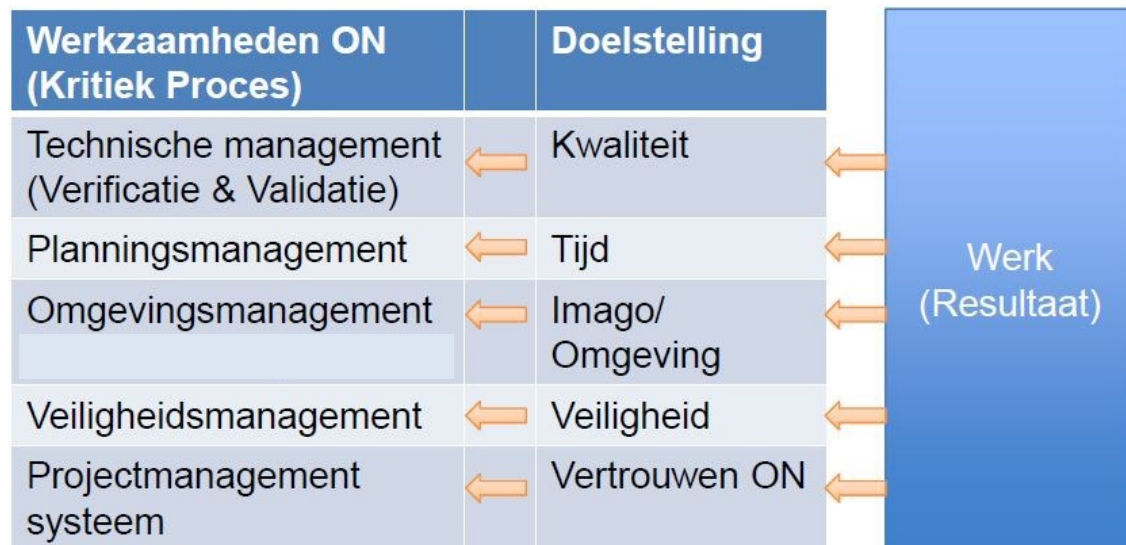 Werkzaamheden ON
(Kritiek Proces)
Doelstelling
Technische management
(Verificatie & Validatie)
Kwaliteit
Planningsmanagement
Tijd
Omgevingsmanagement
Imago/
Omgeving
Veiligheidsmanagement
Veiligheid
Projectmanagement
systeem
Vertrouwen ON
Werk
(Resultaat)